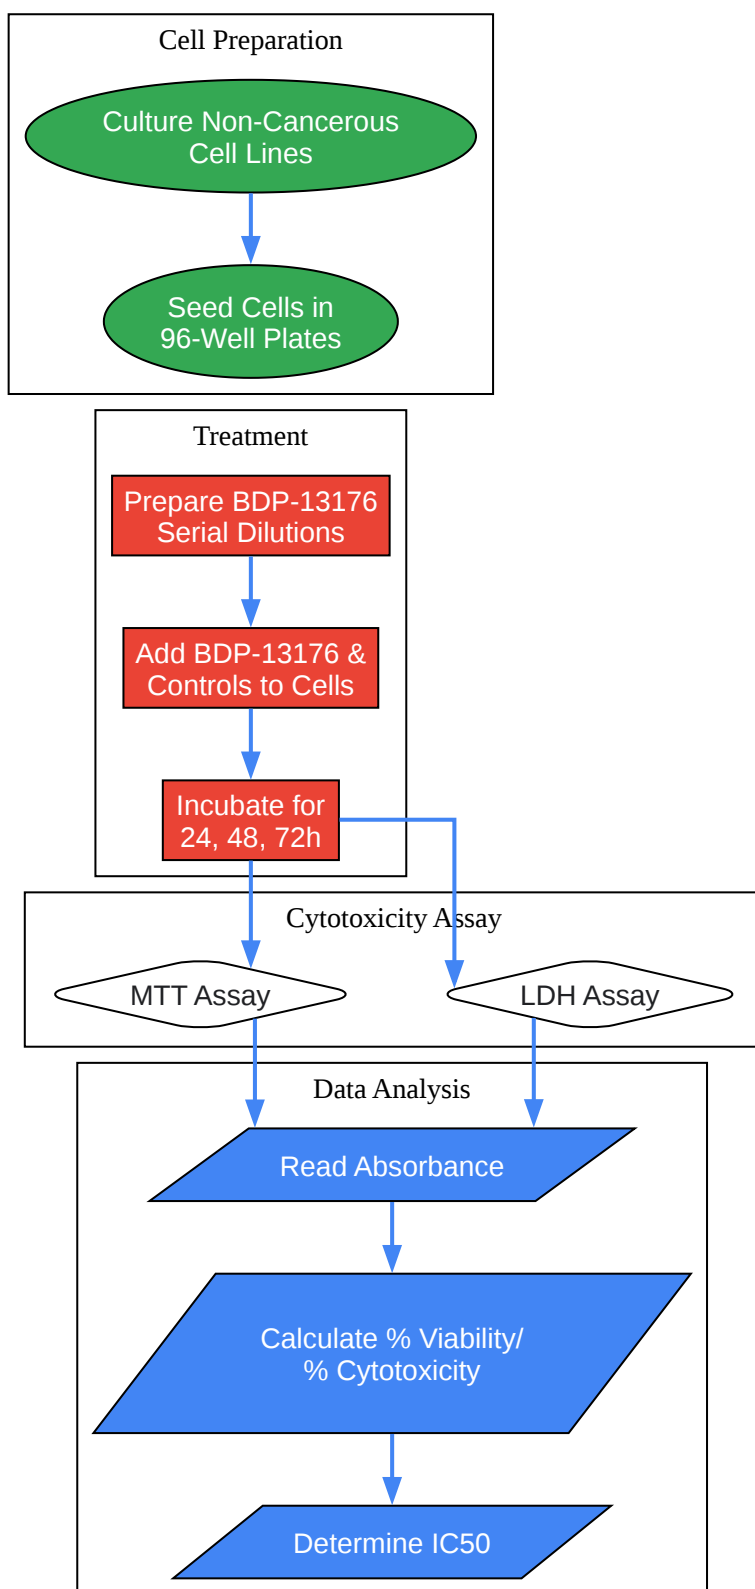 Cell Preparation
Culture Non-Cancerous
Cell Lines
Seed Cells in
96-Well Plates
Treatment
Prepare BDP-13176
Serial Dilutions
Add BDP-13176 &
Controls to Cells
Incubate for
24, 48, 72h
Cytotoxicity Assay
MTT Assay
LDH Assay
Data Analysis
Read Absorbance
Calculate % Viability/
% Cytotoxicity
Determine IC50